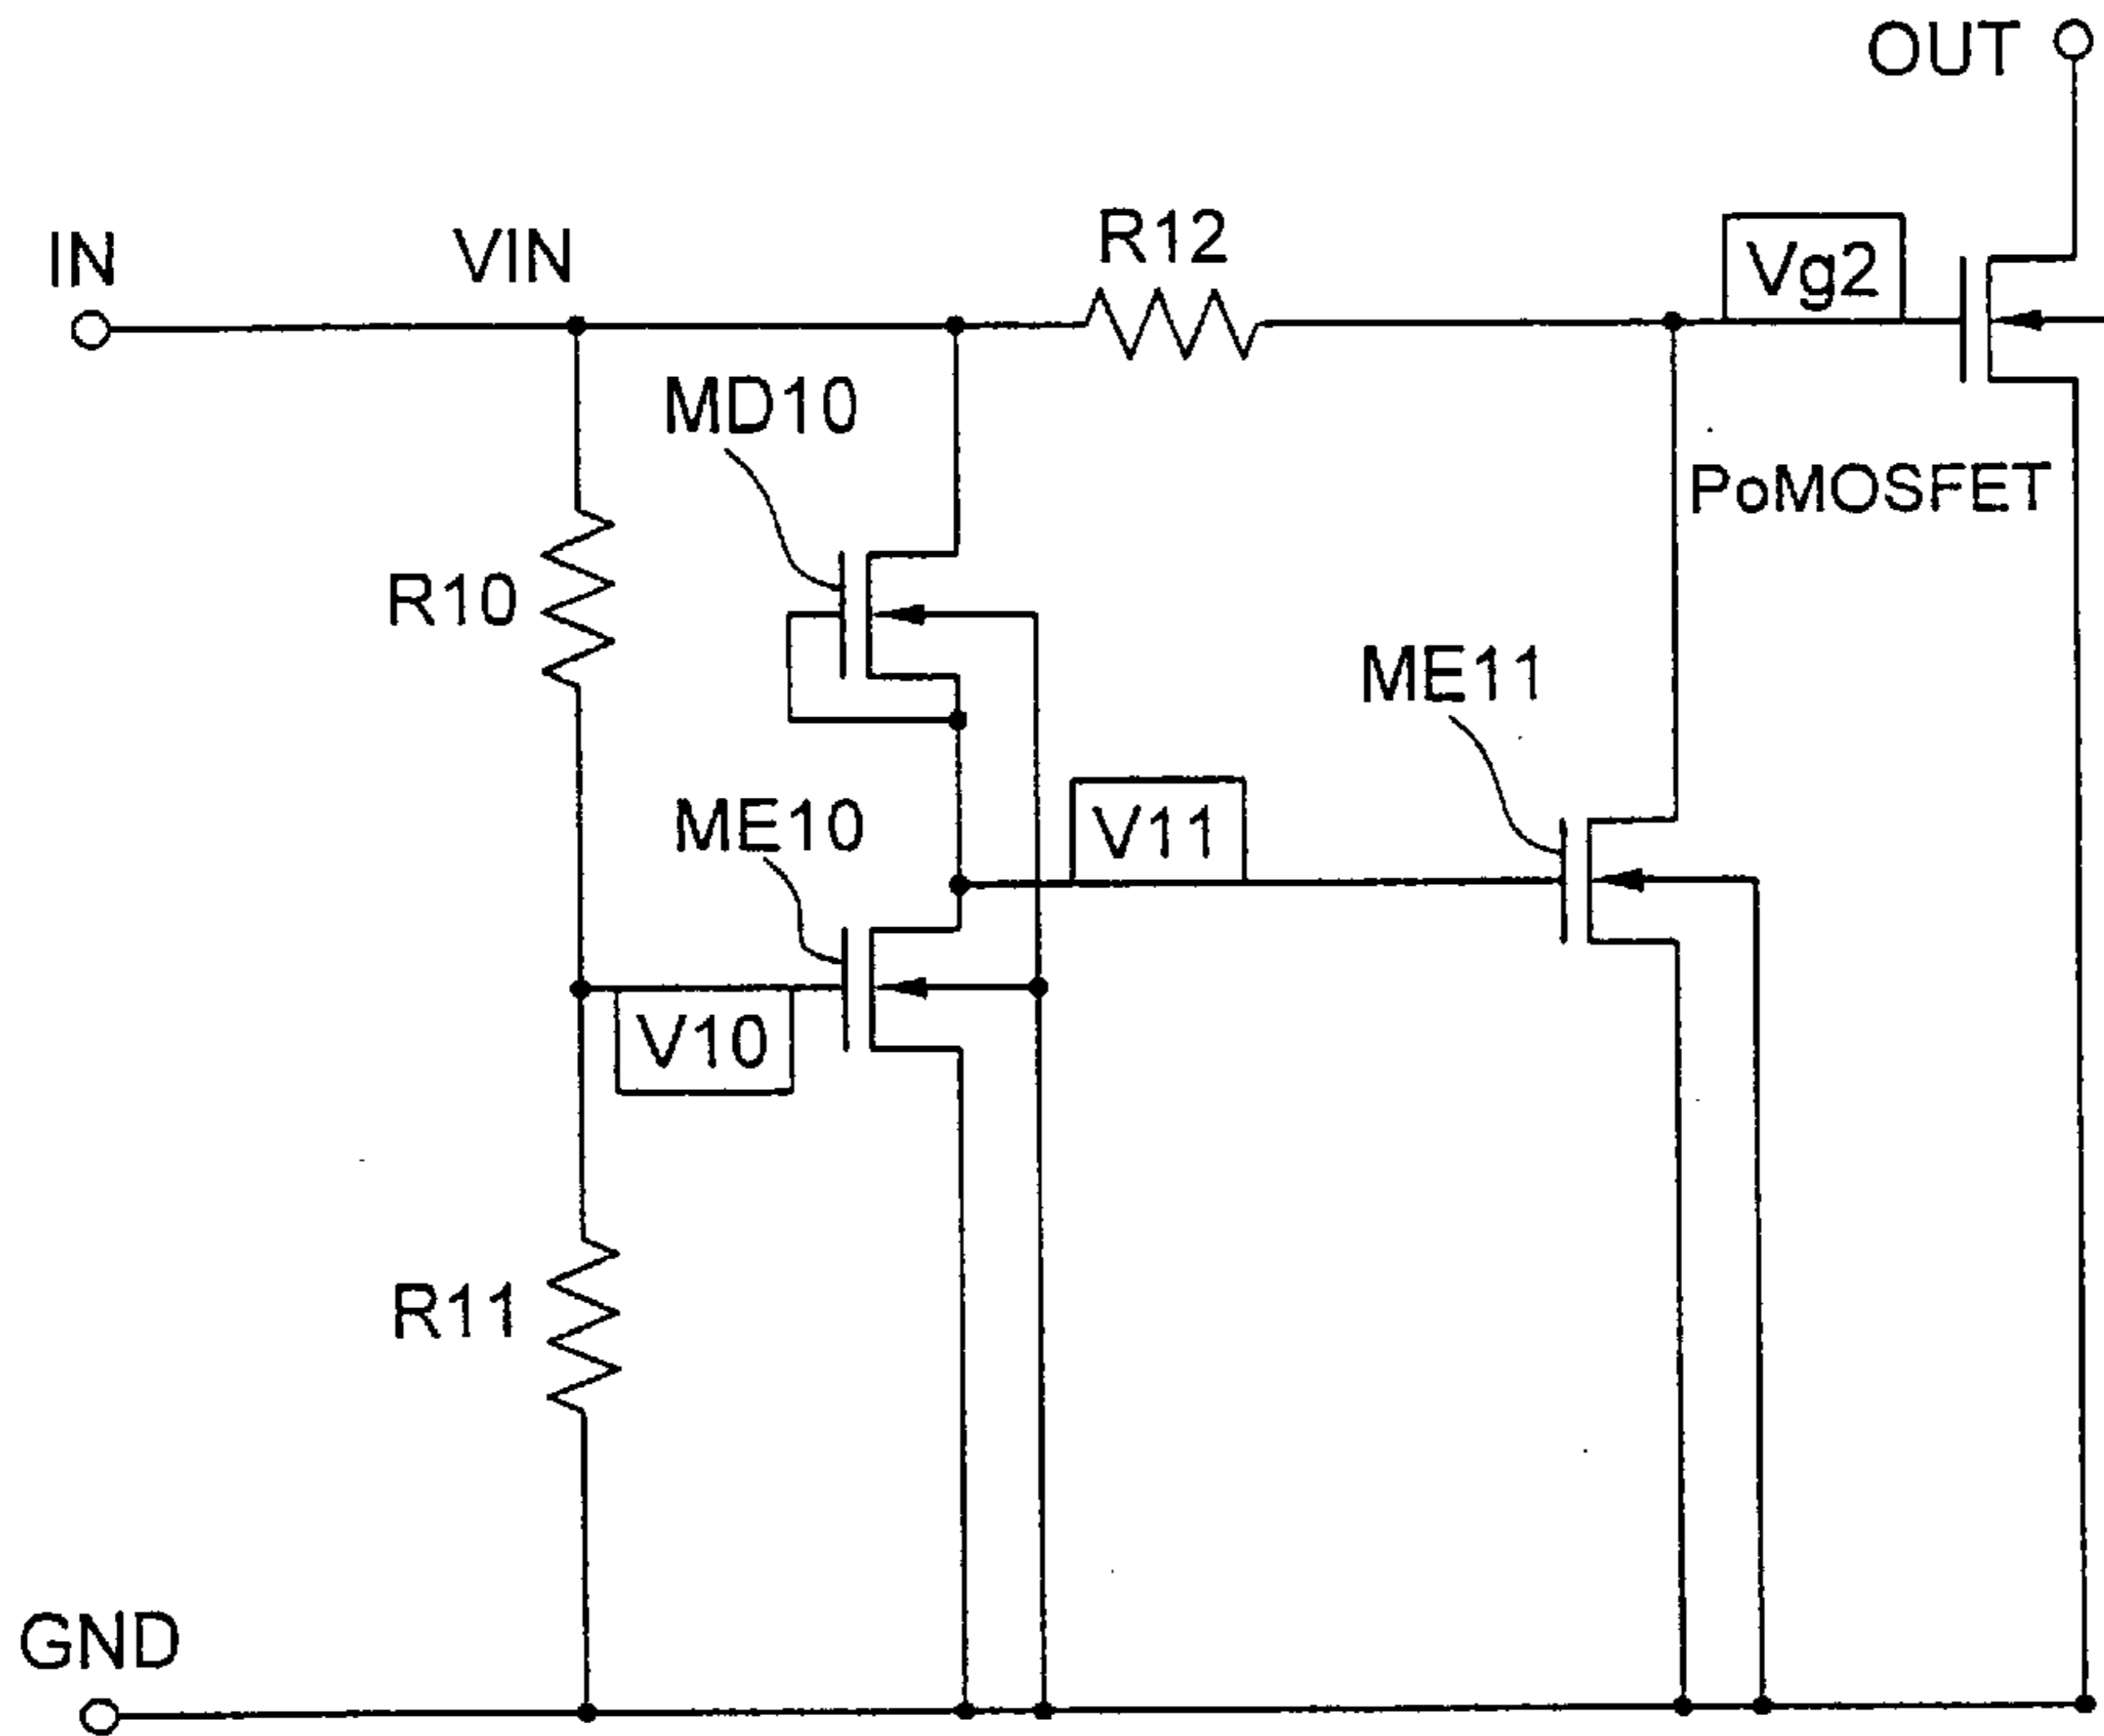 OUT
IN
VIN
R12
Vg2
MD10
PoMOSFET
R10
ME11
ME10
V11
V10
R11
GND